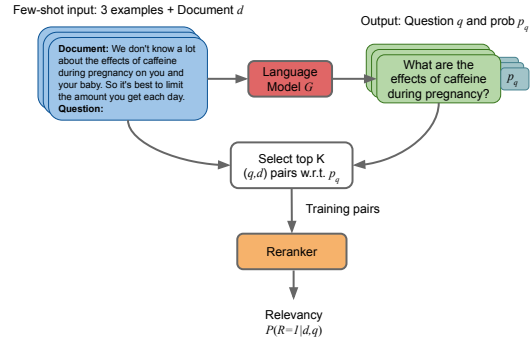 Few-shot input: 3 examples + Document d
Output: Question q and prob p_q
Document: We don't know a lot
about the effects of caffeine
during pregnancy on you and
your baby. So it's best to limit
the amount you get each day.
Question:
Language
Model G
What are the
effects of caffeine
during pregnancy?
p_q
Select top K
(q,d) pairs w.r.t. p_q
Training pairs
Reranker
Relevancy
P(R=1|d,q)